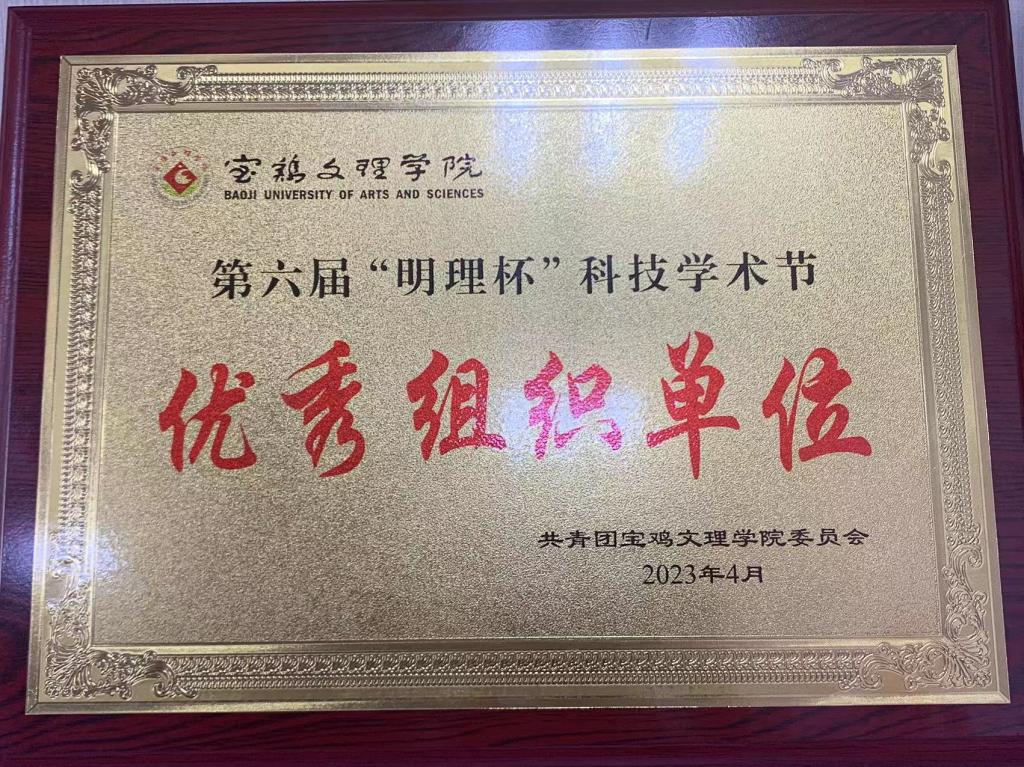 宝鸡文理学院
BAOJI UNIVERSITY OF ARTS AND SCIENCES
第六届“明理杯”科技学术节
优秀组织单位
共青团宝鸡文理学院委员会
2023年4月